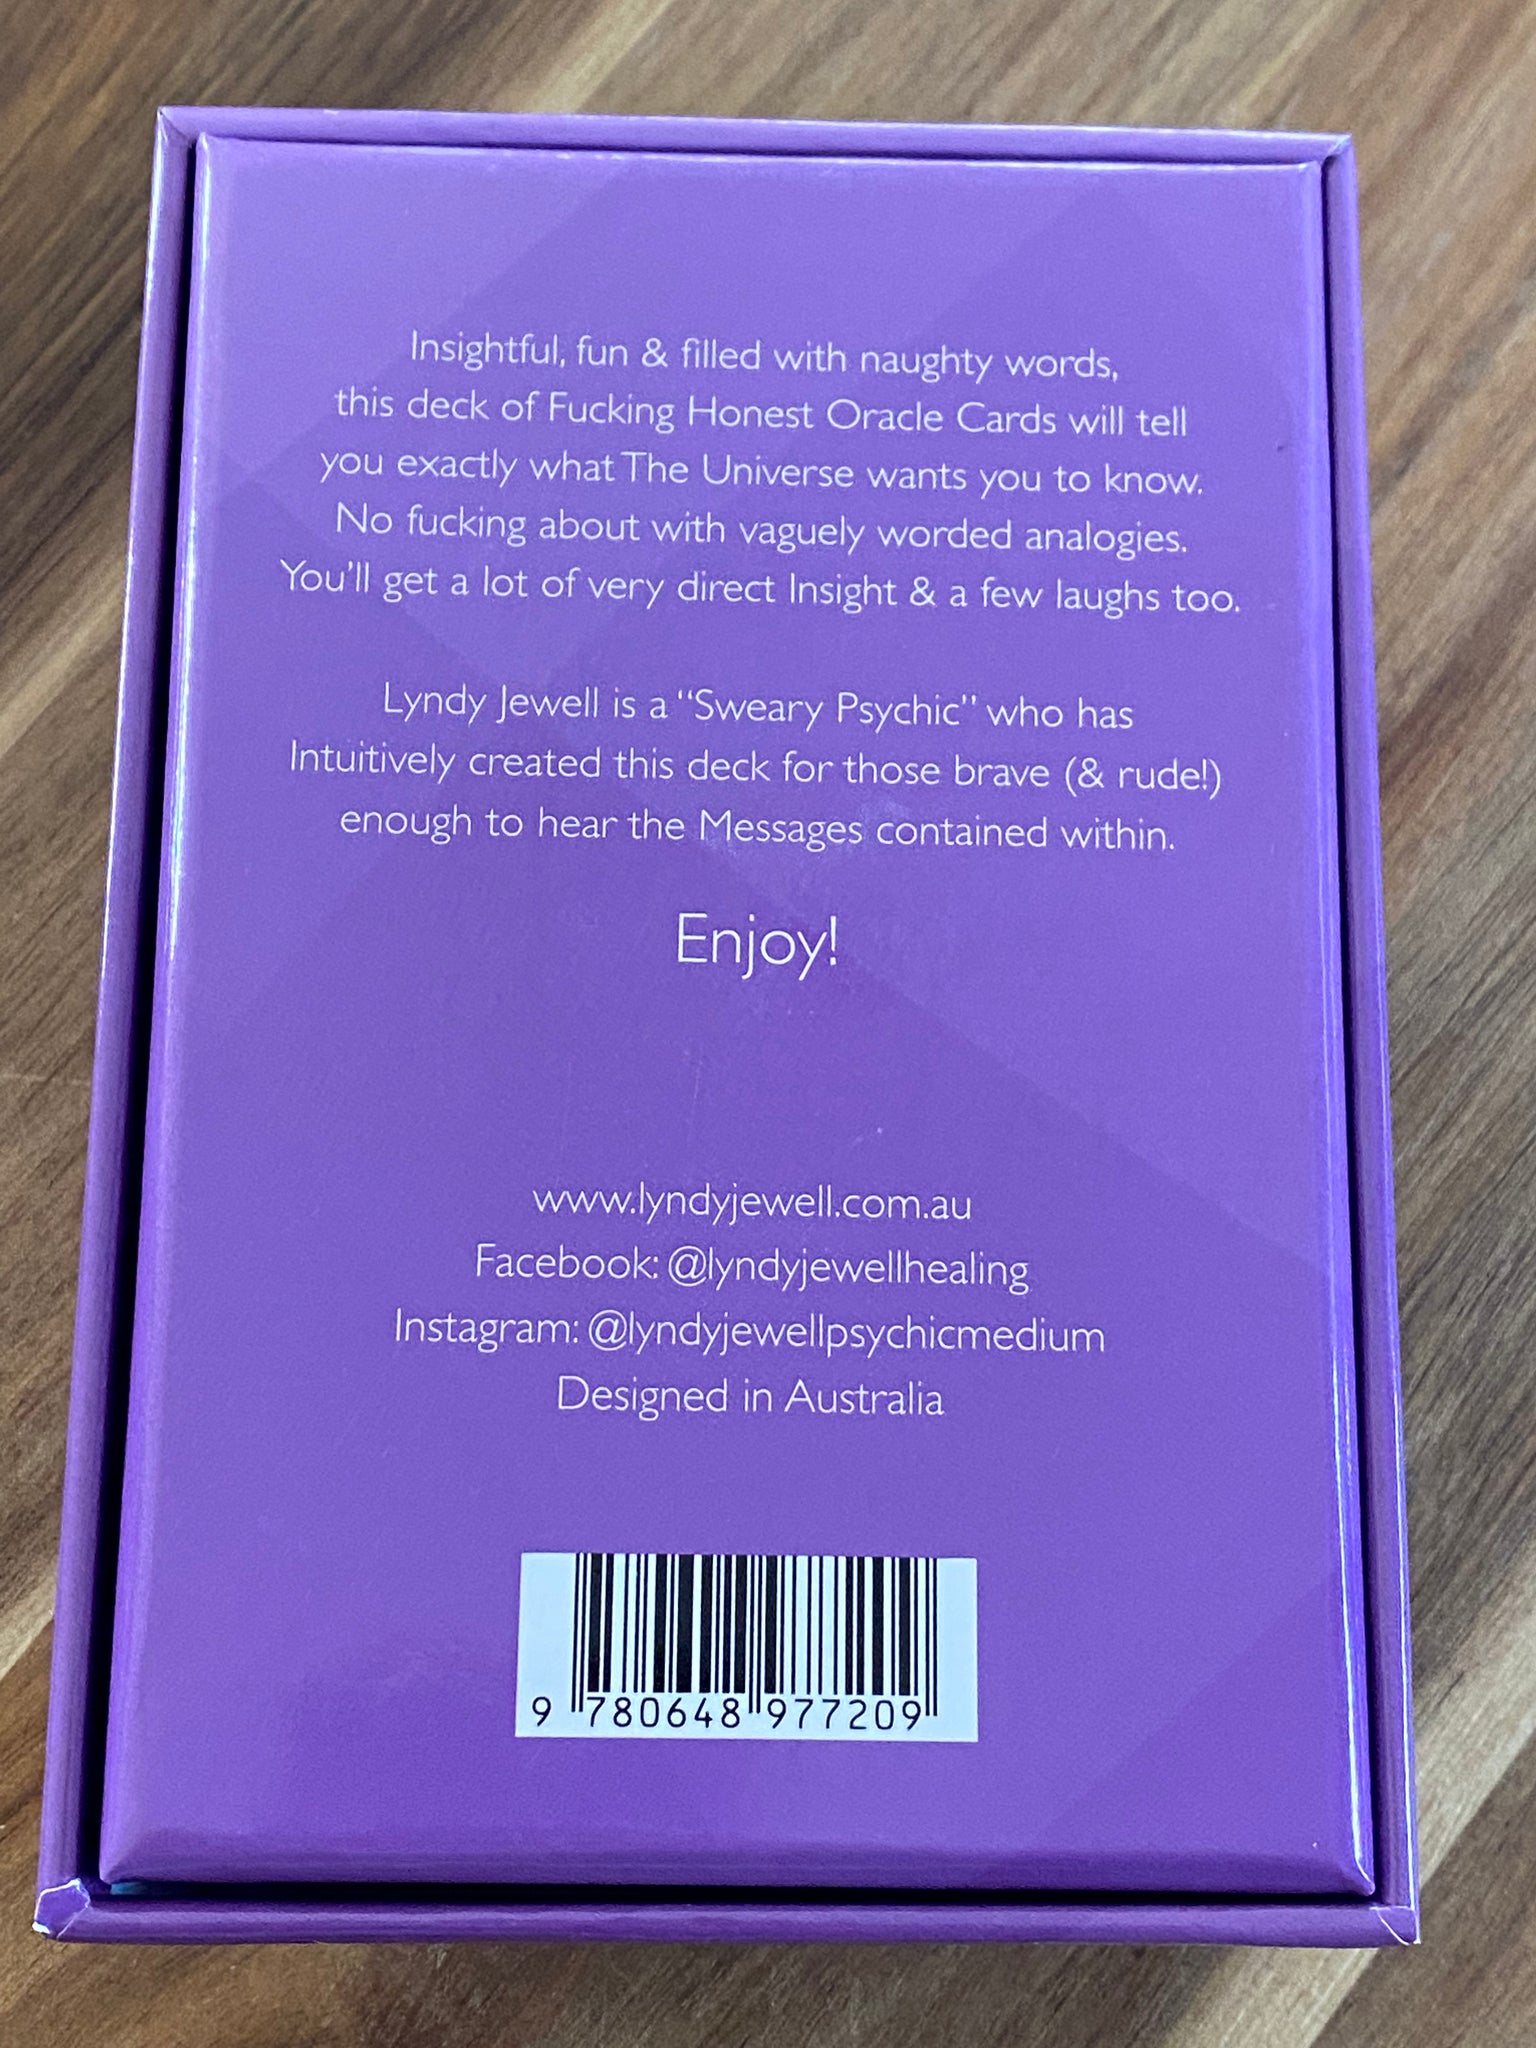 Insightful, fun & filled with naughty words,
this deck of Fucking Honest Oracle Cards will tell
you exactly what The Universe wants you to know.
No fucking about with vaguely worded analogies.
You'll get a lot of very direct Insight & a few laughs too.
Lyndy Jewell is a "Sweary Psychic" who has
Intuitively created this deck for those brave (& rude!)
enough to hear the Messages contained within.
Enjoy!
www.lyndyjewell.com.au
Facebook: @lyndyjewellhealing
Instagram: @lyndyjewellpsychicmedium
Designed in Australia
9 780648 977209